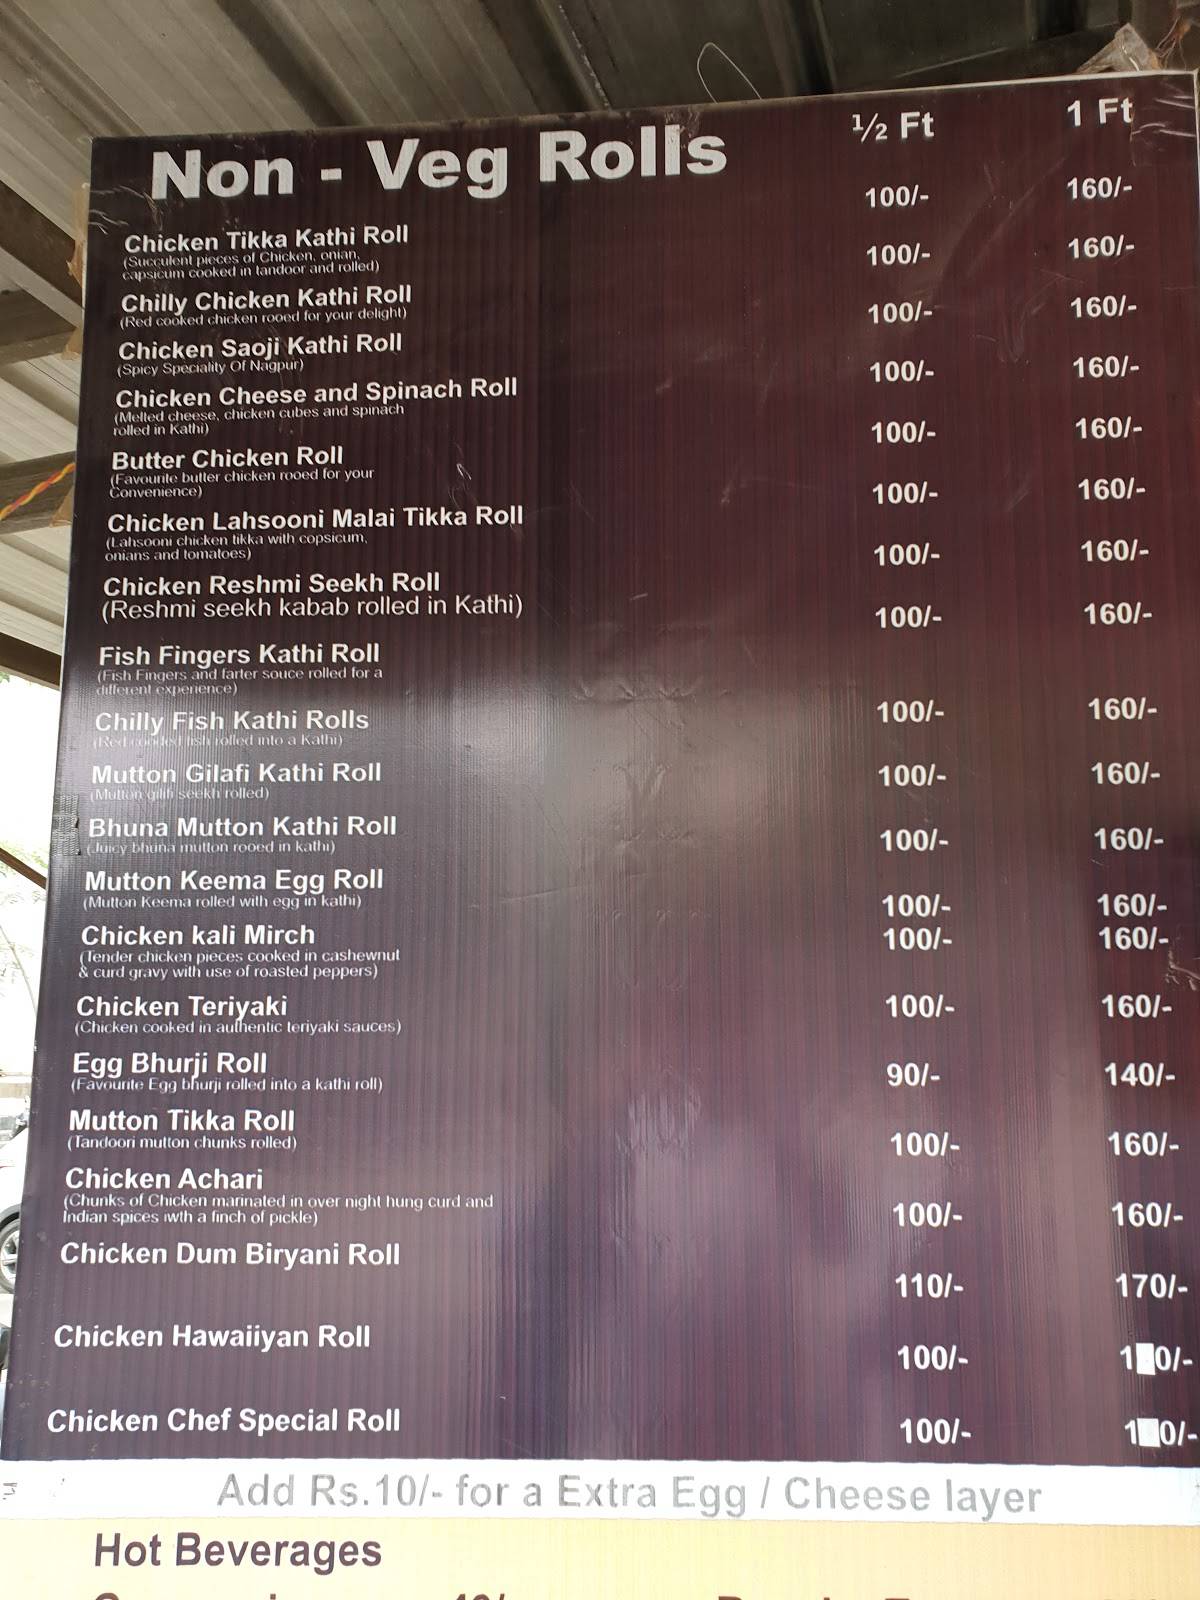 Non - Veg Rolls ½ Ft 1 Ft
100/- 160/-
Chicken Tikka Kathi Roll
(Succulent pieces of Chicken, onian,
capsicum cooked in tandoor and rolled)
100/- 160/-
Chilly Chicken Kathi Roll
(Red cooked chicken rooed for your delight)
100/- 160/-
Chicken Saoji Kathi Roll
(Spicy Speciality Of Nagpur)
100/- 160/-
Chicken Cheese and Spinach Roll
(Melted cheese, chicken cubes and spinach
rolled in Kathi)
100/- 160/-
Butter Chicken Roll
(Favourite butter chicken rooed for your
Convenience)
100/- 160/-
Chicken Lahsooni Malai Tikka Roll
(Lahsooni chicken tikka with copsicum,
onians and tomatoes)
100/- 160/-
Chicken Reshmi Seekh Roll
(Reshmi seekh kabab rolled in Kathi)
100/- 160/-
Fish Fingers Kathi Roll
(Fish Fingers and farter souce rolled for a
different experience)
Chilly Fish Kathi Rolls 100/- 160/-
(Red cooded fish rolled into a Kathi)
Mutton Gilafi Kathi Roll 100/- 160/-
(Mutton gilifi seekh rolled)
Bhuna Mutton Kathi Roll 100/- 160/-
(Juicy bhuna mutton rooed in kathi)
Mutton Keema Egg Roll
(Mutton Keema rolled with egg in kathi) 100/- 160/-
Chicken kali Mirch 100/- 160/-
(Tender chicken pieces cooked in cashewnut
& curd gravy with use of roasted peppers)
Chicken Teriyaki 100/- 160/-
(Chicken cooked in authentic teriyaki sauces)
Egg Bhurji Roll 90/- 140/-
(Favourite Egg bhurji rolled into a kathi roll)
Mutton Tikka Roll
(Tandoori mutton chunks rolled) 100/- 160/-
Chicken Achari
(Chunks of Chicken marinated in over night hung curd and
Indian spices iwth a finch of pickle) 100/- 160/-
Chicken Dum Biryani Roll
110/- 170/-
Chicken Hawaiiyan Roll
100/-
Chicken Chef Special Roll 100/-
Add Rs.10/- for a Extra Egg / Cheese layer
Hot Beverages